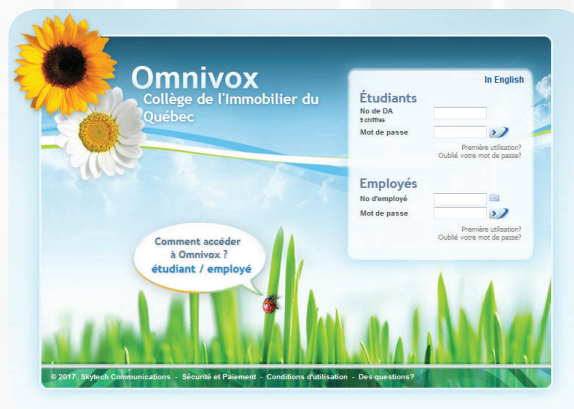 Omnivox
Collège de l'Immobilier du
Québec
In English
Étudiants
No de DA
9 chiffres
Mot de passe
Première utilisation?
Oublié votre mot de passe?
Employés
No d'employé
Mot de passe
Première utilisation?
Oublié votre mot de passe?
Comment accéder
à Omnivox ?
étudiant / employé
© 2017 Skytech Communications - Sécurité et Paiement - Conditions d'utilisation - Des questions?